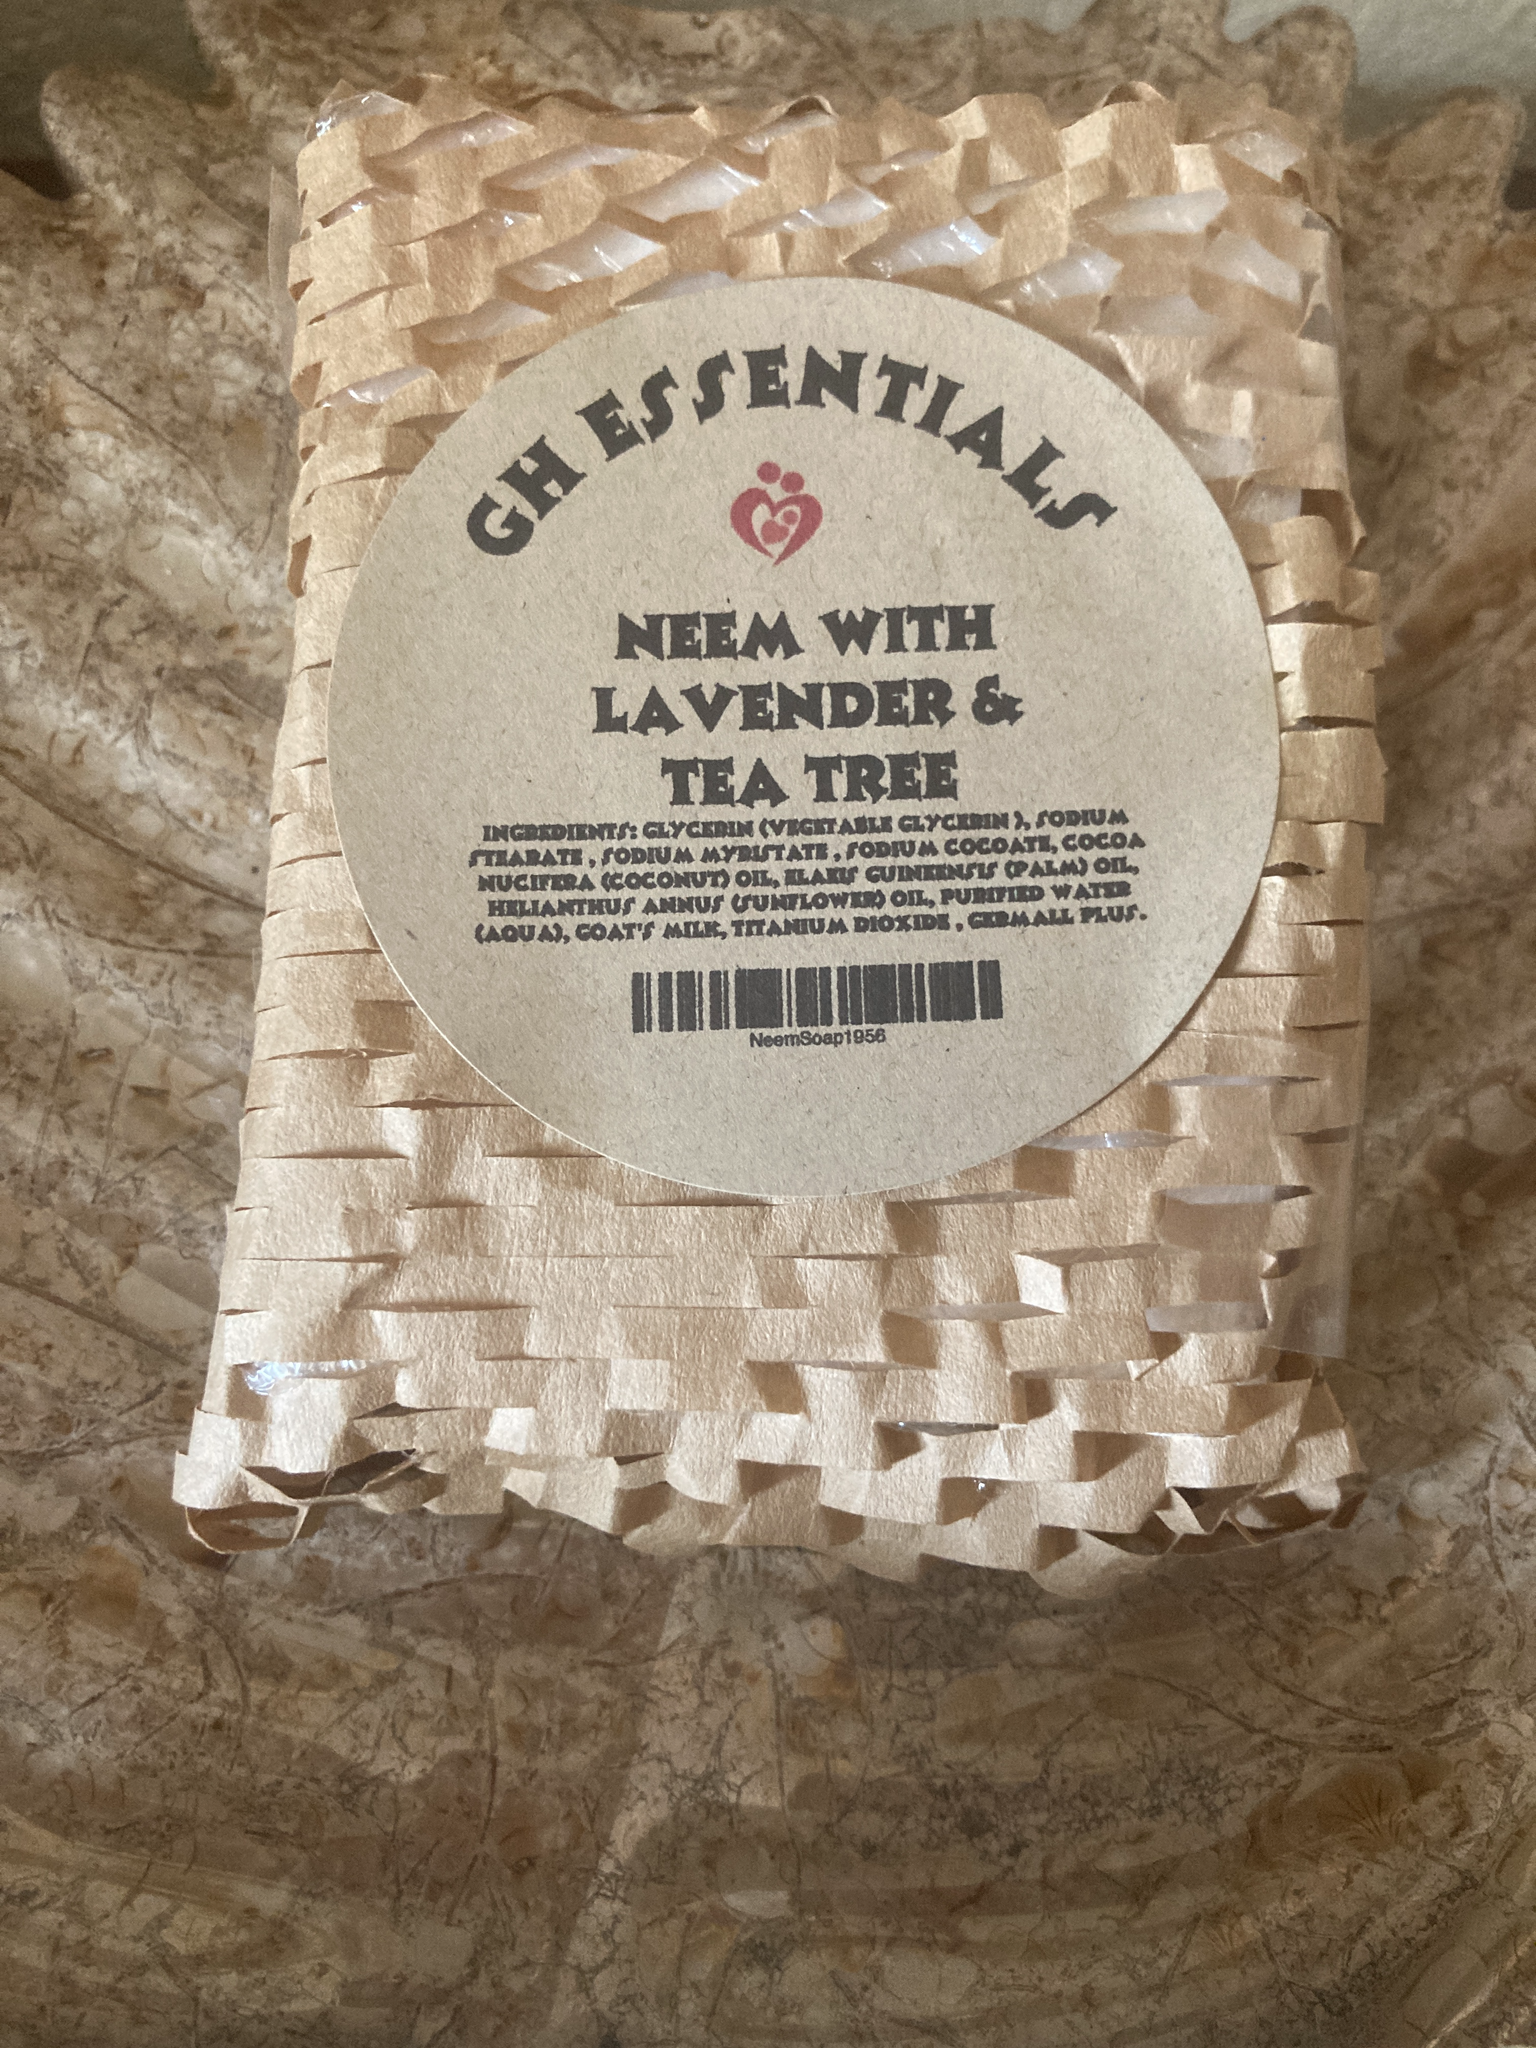 GH ESSENTIALS
NEEM WITH
LAVENDER &
TEA TREE
INGREDIENTS: GLYCERIN (VEGETABLE GLYCERIN ), SODIUM
STEARATE , SODIUM MYRISTATE , SODIUM COCOATE, COCOA
NUCIFERA (COCONUT) OIL, ELAEIS GUINEENSIS (PALM) OIL,
HELIANTHUS ANNUS (SUNFLOWER) OIL, PURIFIED WATER
(AQUA), GOAT'S MILK, TITANIUM DIOXIDE , GERMALL PLUS.
NeemSoap1956